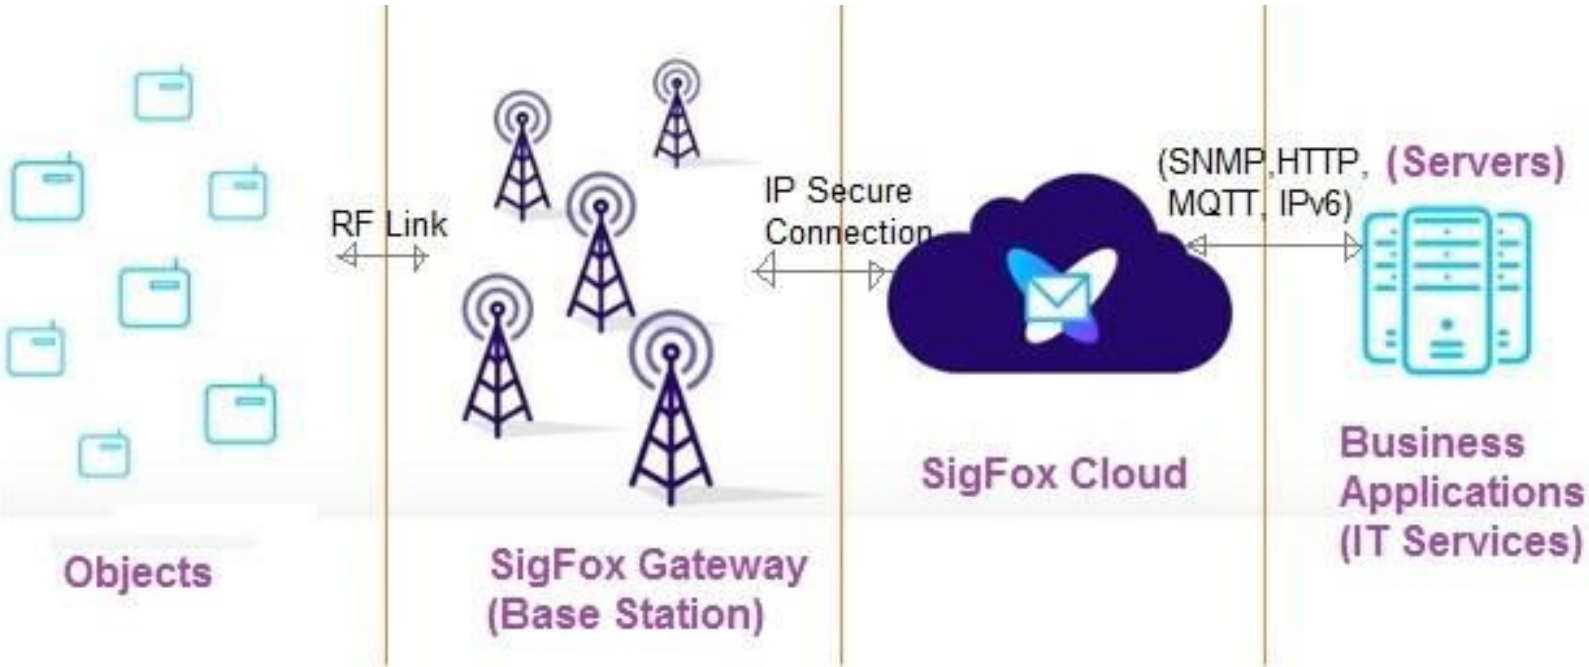 RF Link
IP Secure
Connection
(SNMP,HTTP,
MQTT, IPv6)
(Servers)
Objects
SigFox Gateway
(Base Station)
SigFox Cloud
Business
Applications
(IT Services)